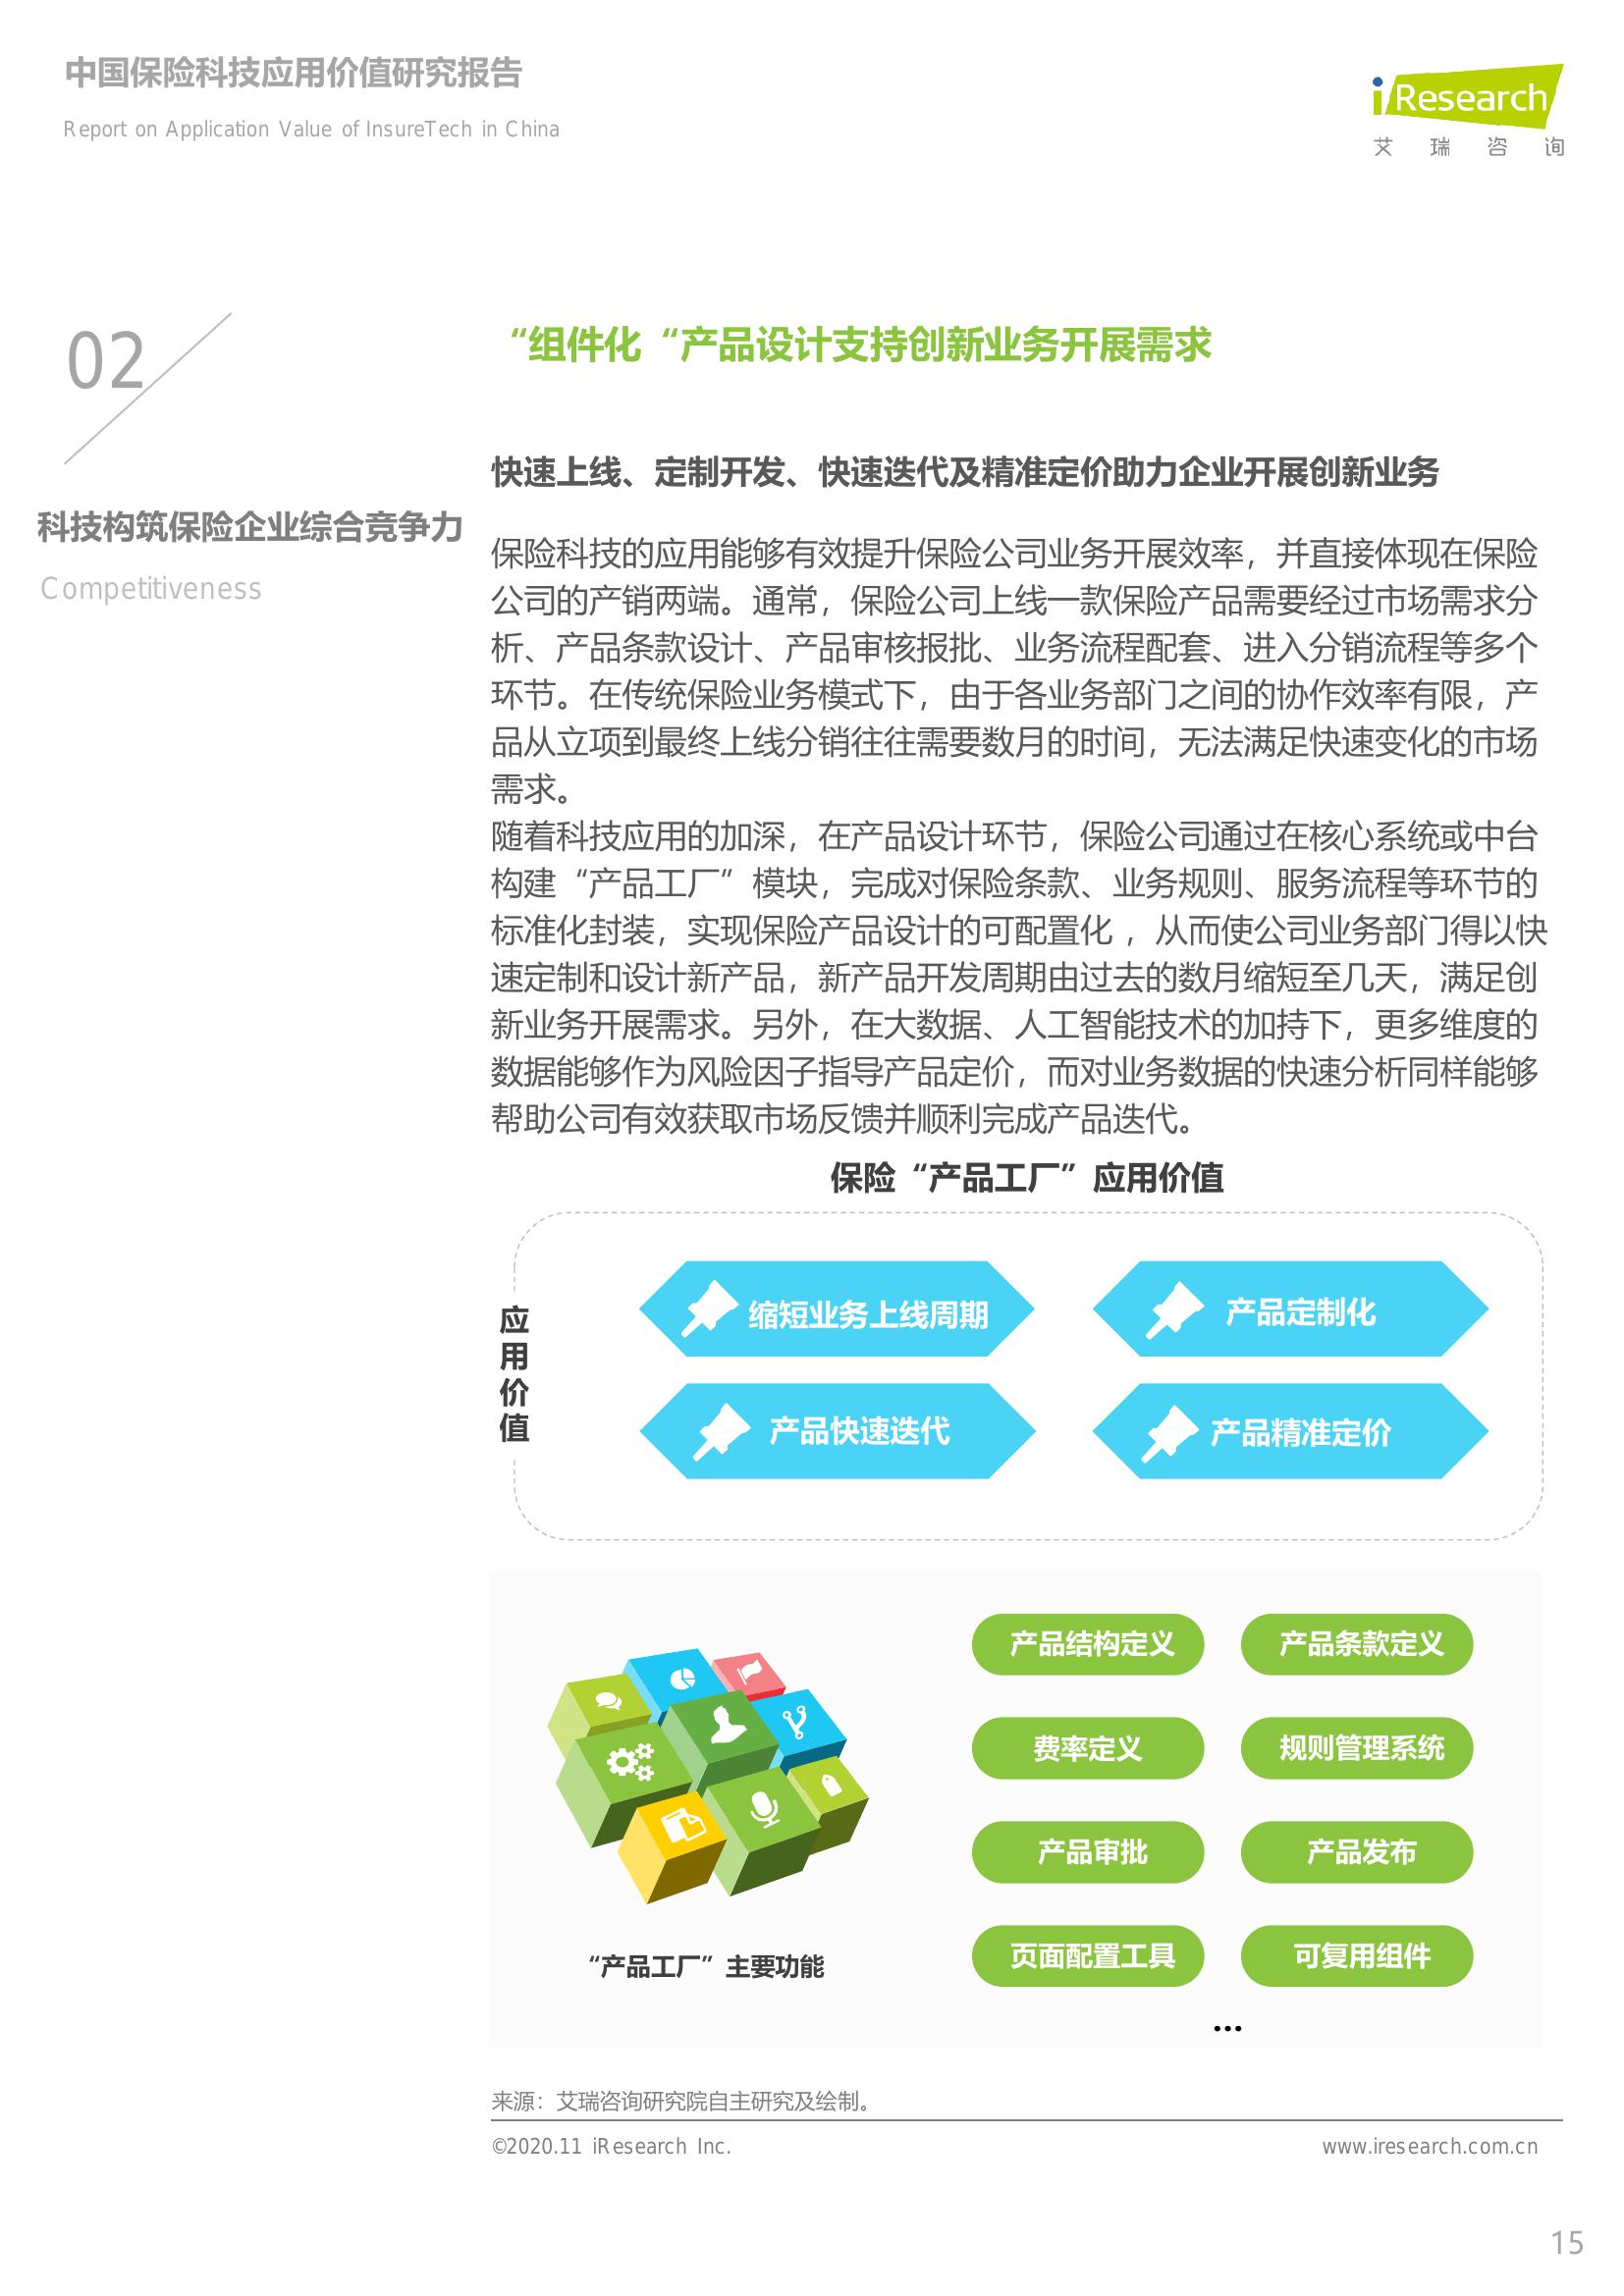 中国保险科技应用价值研究报告
Report on Application Value of InsureTech in China
iResearch
艾瑞咨询
02
科技构筑保险企业综合竞争力
Competitiveness
“组件化“产品设计支持创新业务开展需求
快速上线、定制开发、快速迭代及精准定价助力企业开展创新业务
保险科技的应用能够有效提升保险公司业务开展效率，并直接体现在保险
公司的产销两端。通常，保险公司上线一款保险产品需要经过市场需求分
析、产品条款设计、产品审核报批、业务流程配套、进入分销流程等多个
环节。在传统保险业务模式下，由于各业务部门之间的协作效率有限，产
品从立项到最终上线分销往往需要数月的时间，无法满足快速变化的市场
需求。
随着科技应用的加深，在产品设计环节，保险公司通过在核心系统或中台
构建“产品工厂”模块，完成对保险条款、业务规则、服务流程等环节的
标准化封装，实现保险产品设计的可配置化 ，从而使公司业务部门得以快
速定制和设计新产品，新产品开发周期由过去的数月缩短至几天，满足创
新业务开展需求。另外，在大数据、人工智能技术的加持下，更多维度的
数据能够作为风险因子指导产品定价，而对业务数据的快速分析同样能够
帮助公司有效获取市场反馈并顺利完成产品迭代。
保险“产品工厂”应用价值
应用价值
缩短业务上线周期
产品定制化
产品快速迭代
产品精准定价
“产品工厂”主要功能
产品结构定义
产品条款定义
费率定义
规则管理系统
产品审批
产品发布
页面配置工具
可复用组件
…
来源：艾瑞咨询研究院自主研究及绘制。
©2020.11 iResearch Inc.
www.iresearch.com.cn
15